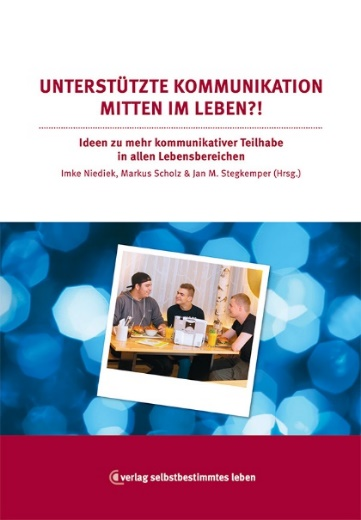 UNTERSTÜTZTE KOMMUNIKATION
MITTEN IM LEBEN?!
Ideen zu mehr kommunikativer Teilhabe
in allen Lebensbereichen
Imke Niediek, Markus Scholz & Jan M. Stegkemper (Hrsg.)
verlag selbstbestimmtes leben